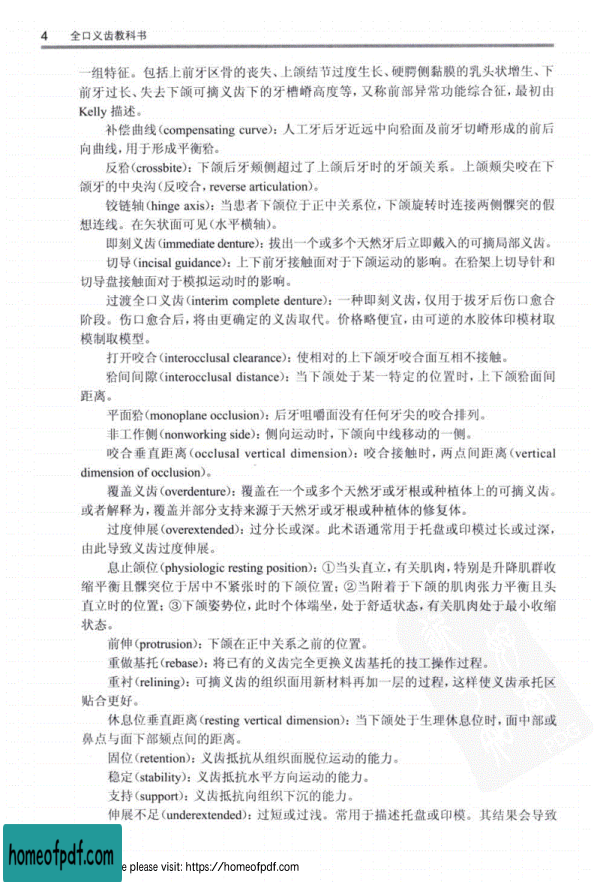 4 全口义齿教科书
一组特征。包括上前牙区骨的丧失、上颌结节过度生长、硬腭侧黏膜的乳头状增生、下
前牙过长、失去下颌可摘义齿下的牙槽嵴高度等，又称前部异常功能综合征，最初由
Kelly 描述。
补偿曲线(compensating curve)：人工牙后牙近远中向𬌗面及前牙切嵴形成的前后
向曲线，用于形成平衡𬌗。
反𬌗(crossbite)：下颌后牙颊侧超过了上颌后牙时的牙颌关系。上颌颊尖咬在下
颌牙的中央沟(反咬合，reverse articulation)。
铰链轴(hinge axis)：当患者下颌位于正中关系位，下颌旋转时连接两侧髁突的假
想连线。在矢状面可见(水平横轴)。
即刻义齿(immediate denture)：拔出一个或多个天然牙后立即戴入的可摘局部义齿。
切导(incisal guidance)：上下前牙接触面对于下颌运动的影响。在𬌗架上切导针和
切导盘接触面对于模拟运动时的影响。
过渡全口义齿(interim complete denture)：一种即刻义齿，仅用于拔牙后伤口愈合
阶段。伤口愈合后，将由更确定的义齿取代。价格略便宜，由可逆的水胶体印模材取
模制取模型。
打开咬合(interocclusal clearance)：使相对的上下颌牙咬合面互相不接触。
𬌗间间隙(interocclusal distance)：当下颌处于某一特定的位置时，上下颌𬌗面间
距离。
平面𬌗(monoplane occlusion)：后牙咀嚼面没有任何牙尖的咬合排列。
非工作侧(nonworking side)：侧向运动时，下颌向中线移动的一侧。
咬合垂直距离(occlusal vertical dimension)：咬合接触时，两点间距离(vertical
dimension of occlusion)。
覆盖义齿(overdenture)：覆盖在一个或多个天然牙或牙根或种植体上的可摘义齿。
或者解释为，覆盖并部分支持来源于天然牙或牙根或种植体的修复体。
过度伸展(overextended)：过分长或深。此术语通常用于托盘或印模过长或过深，
由此导致义齿过度伸展。
息止颌位(physiologic resting position)：①当头直立，有关肌肉，特别是升降肌群收
缩平衡且髁突位于居中不紧张时的下颌位置；②当附着于下颌的肌肉张力平衡且头
直立时的位置；③下颌姿势位，此时个体端坐，处于舒适状态，有关肌肉处于最小收缩
状态。
前伸(protrusion)：下颌在正中关系之前的位置。
重做基托(rebase)：将已有的义齿完全更换义齿基托的技工操作过程。
重衬(relining)：可摘义齿的组织面用新材料再加一层的过程，这样使义齿承托区
贴合更好。
休息位垂直距离(resting vertical dimension)：当下颌处于生理休息位时，面中部或
鼻点与面下部颏点间的距离。
固位(retention)：义齿抵抗从组织面脱位运动的能力。
稳定(stability)：义齿抵抗水平方向运动的能力。
支持(support)：义齿抵抗向组织下沉的能力。
伸展不足(underextended)：过短或过浅。常用于描述托盘或印模。其结果会导致
homeofpdf.com
e please visit: https://homeofpdf.com
PDG